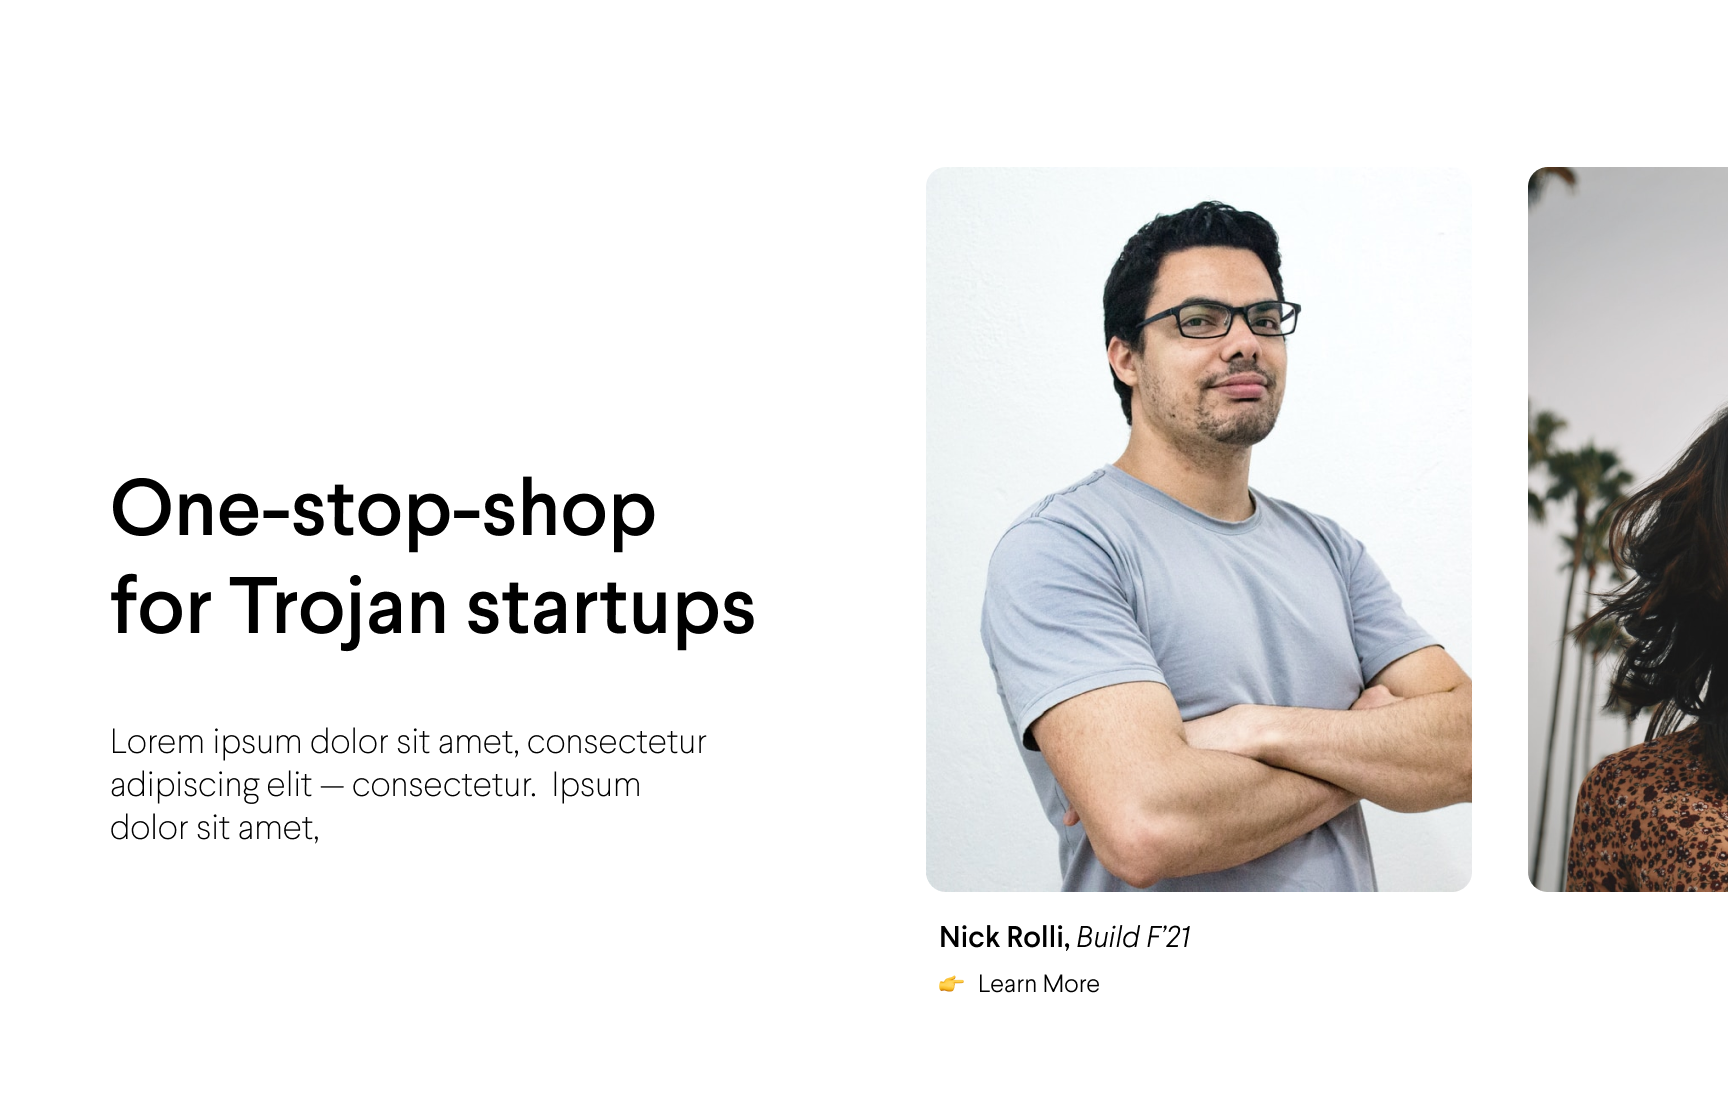 One-stop-shop
for Trojan startups
Lorem ipsum dolor sit amet, consectetur
adipiscing elit — consectetur.  Ipsum
dolor sit amet,
Nick Rolli, Build F’21
👉 Learn More